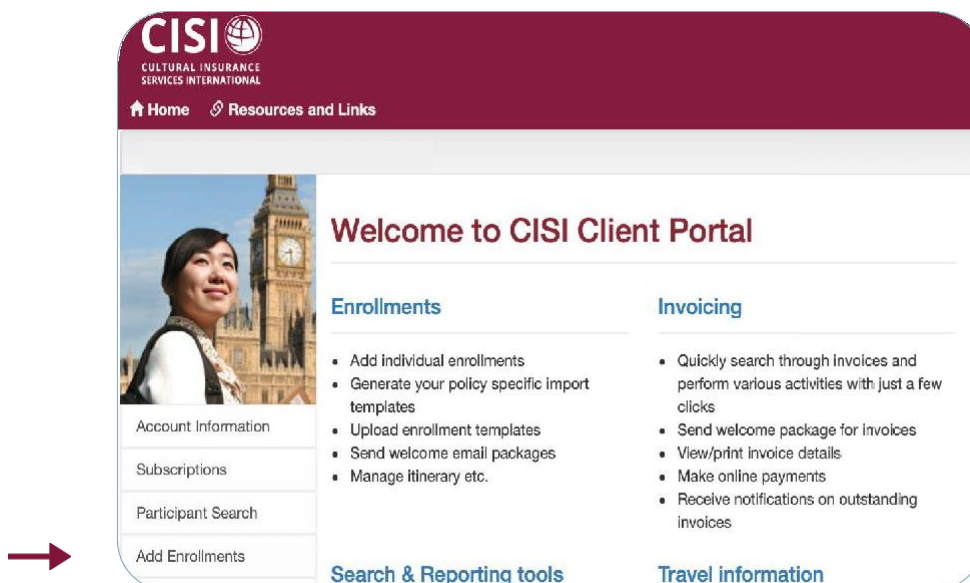 CISI
CULTURAL INSURANCE
SERVICES INTERNATIONAL
Home Resources and Links
Welcome to CISI Client Portal
Enrollments
• Add individual enrollments
• Generate your policy specific import
templates
• Upload enrollment templates
• Send welcome email packages
• Manage itinerary etc.
Invoicing
• Quickly search through invoices and
perform various activities with just a few
clicks
• Send welcome package for invoices
• View/print invoice details
• Make online payments
• Receive notifications on outstanding
invoices
Account Information
Subscriptions
Participant Search
Add Enrollments
Search & Reporting tools
Travel information